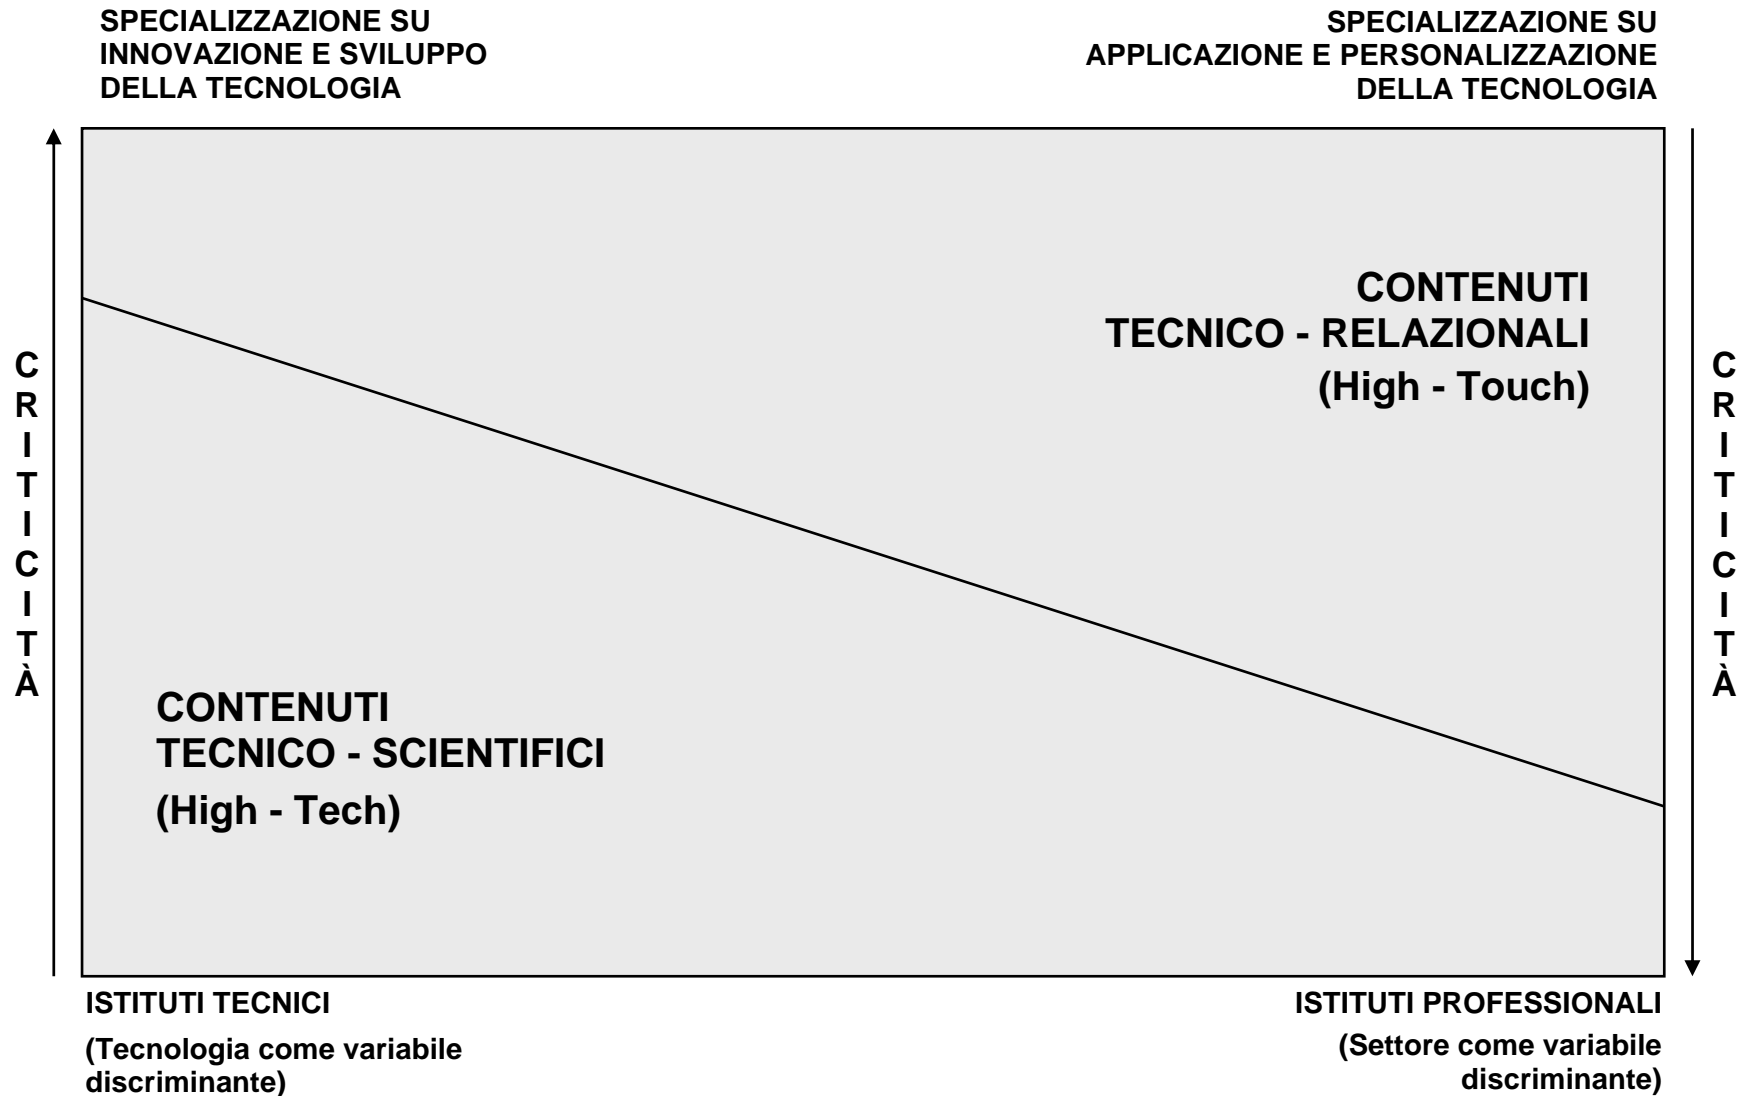 SPECIALIZZAZIONE SU
INNOVAZIONE E SVILUPPO
DELLA TECNOLOGIA
SPECIALIZZAZIONE SU
APPLICAZIONE E PERSONALIZZAZIONE
DELLA TECNOLOGIA
CRITICITÀ
CONTENUTI
TECNICO - RELAZIONALI
(High - Touch)
CRITICITÀ
CONTENUTI
TECNICO - SCIENTIFICI
(High - Tech)
ISTITUTI TECNICI
(Tecnologia come variabile
discriminante)
ISTITUTI PROFESSIONALI
(Settore come variabile
discriminante)